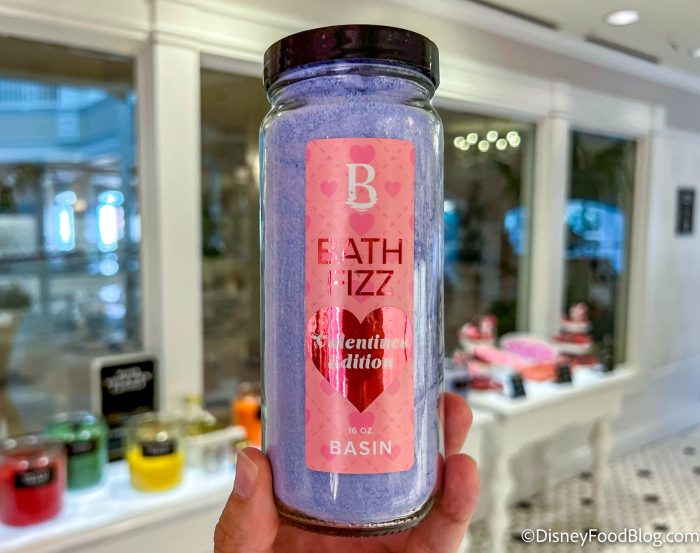 B
BATH
FIZZ
Valentines
Edition
16 OZ.
BASIN
©DisneyFoodBlog.com